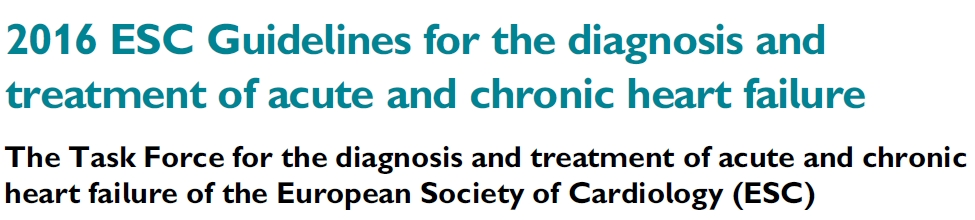 2016 ESC Guidelines for the diagnosis and
treatment of acute and chronic heart failure
The Task Force for the diagnosis and treatment of acute and chronic
heart failure of the European Society of Cardiology (ESC)